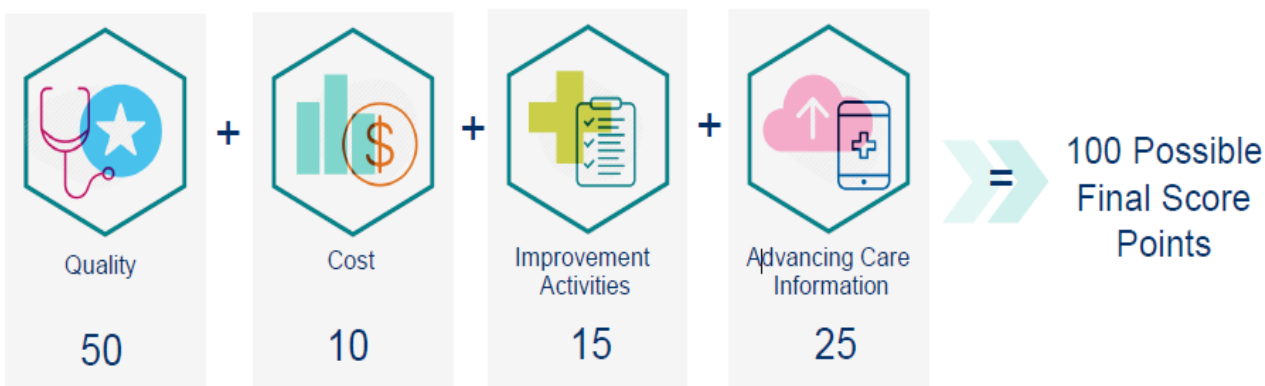 Quality
50
+
Cost
10
+
Improvement
Activities
15
+
Advancing Care
Information
25
=
100 Possible
Final Score
Points